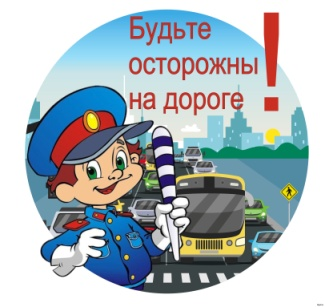 Будьте
осторожны
на дороге!